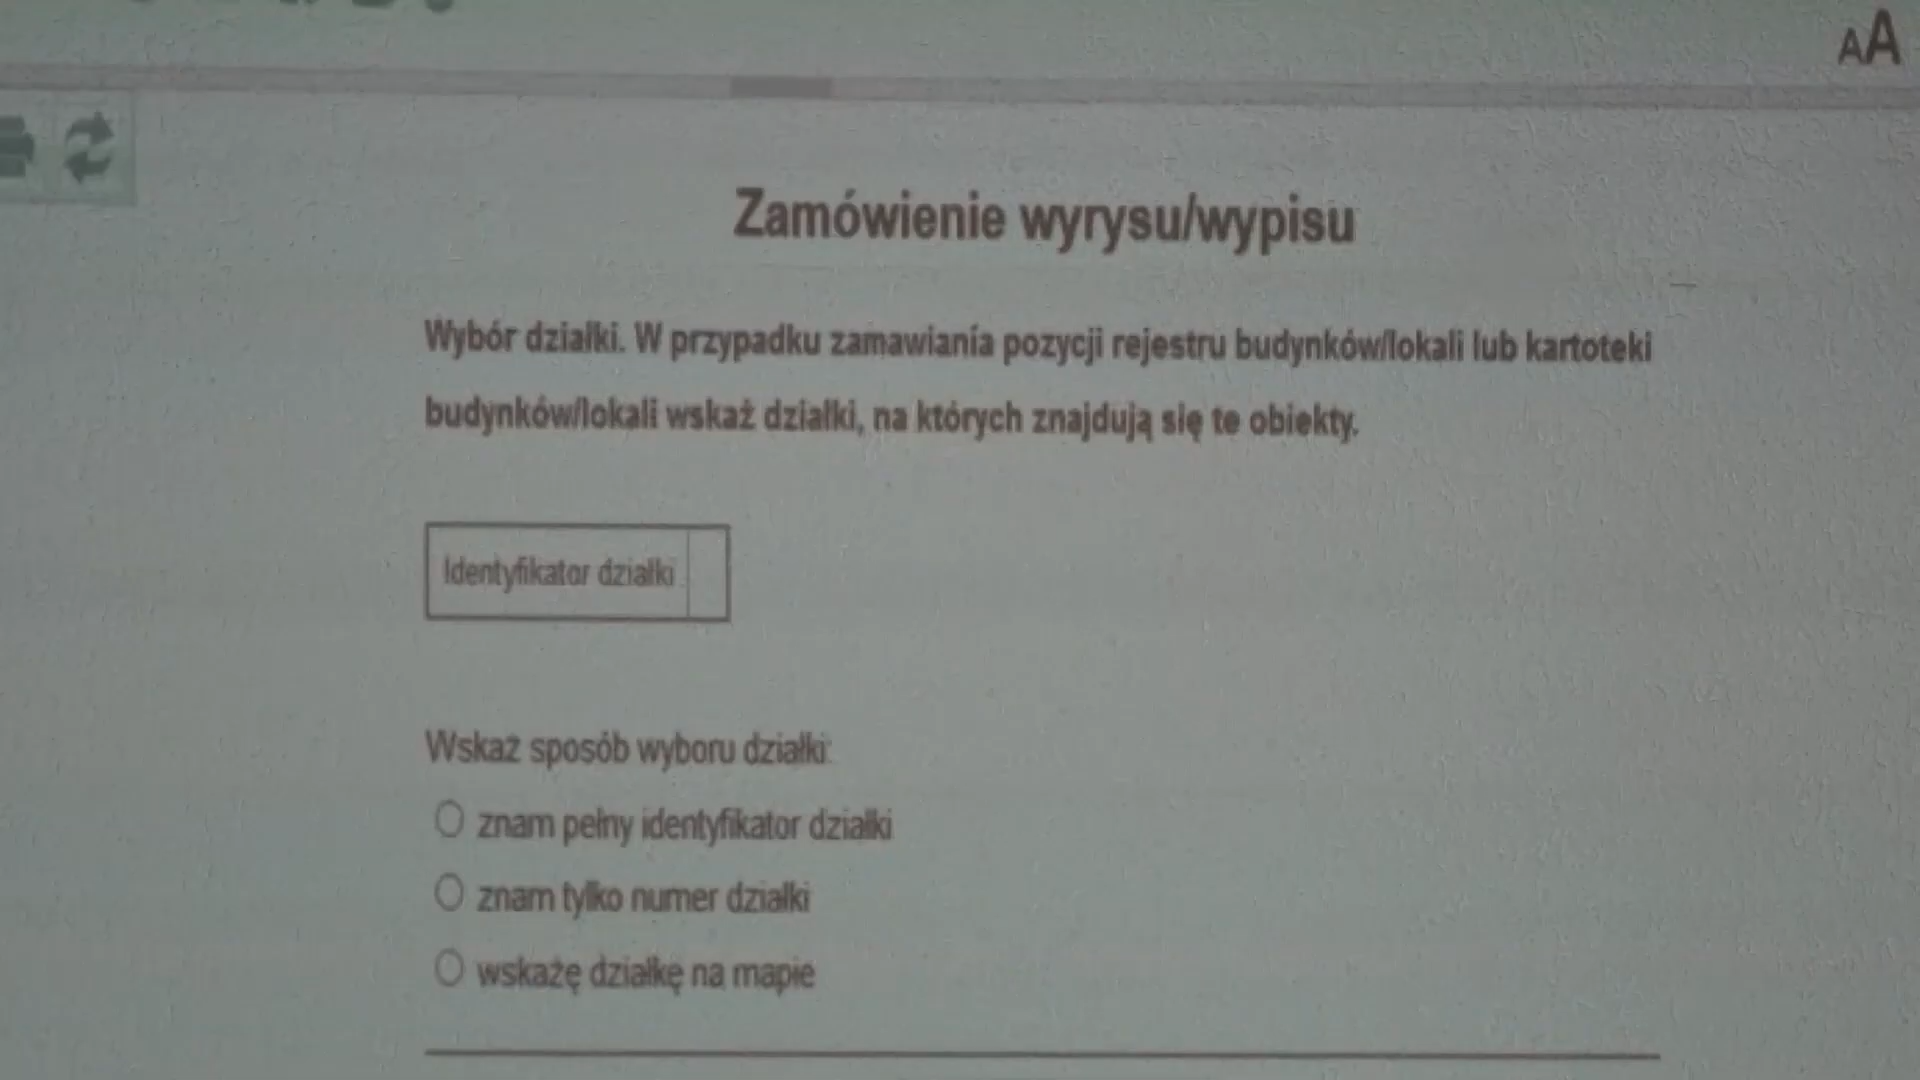 AA
Zamówienie wyrysu/wypisu
Wybór działki. W przypadku zamawiania pozycji rejestru budynków/lokali lub kartoteki
budynków/lokali wskaż działki, na których znajdują się te obiekty.
Identyfikator działki
Wskaż sposób wyboru działki:
znam pełny identyfikator działki
znam tylko numer działki
wskażę działkę na mapie